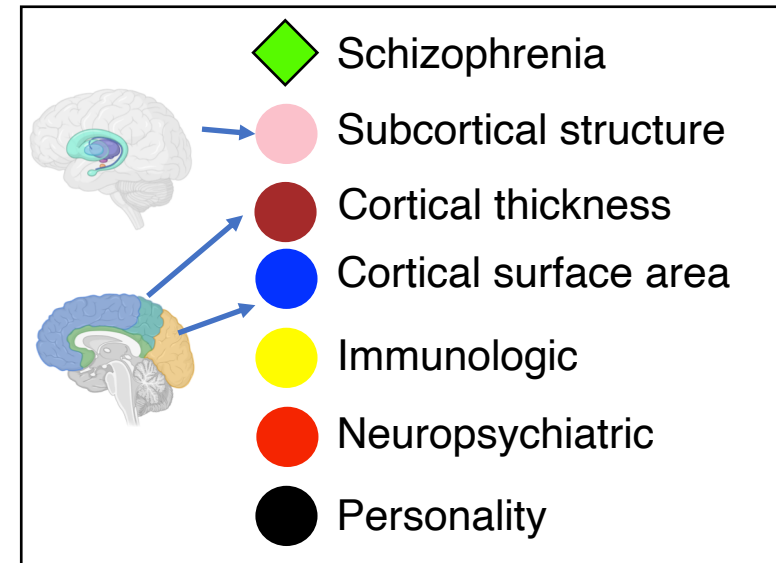 Schizophrenia
Subcortical structure
Cortical thickness
Cortical surface area
Immunologic
Neuropsychiatric
Personality